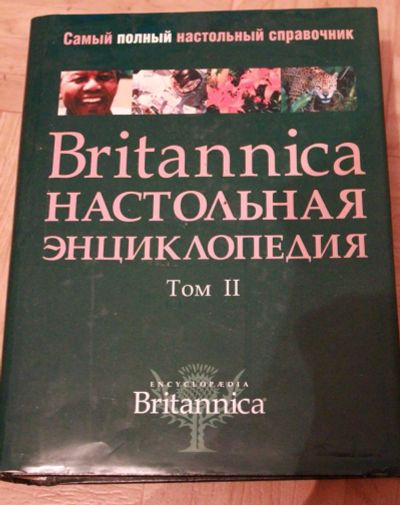 Самый полный настольный справочник
Britannica
НАСТОЛЬНАЯ
ЭНЦИКЛОПЕДИЯ
Том II
ENCYCLOPÆDIA
Britannica®